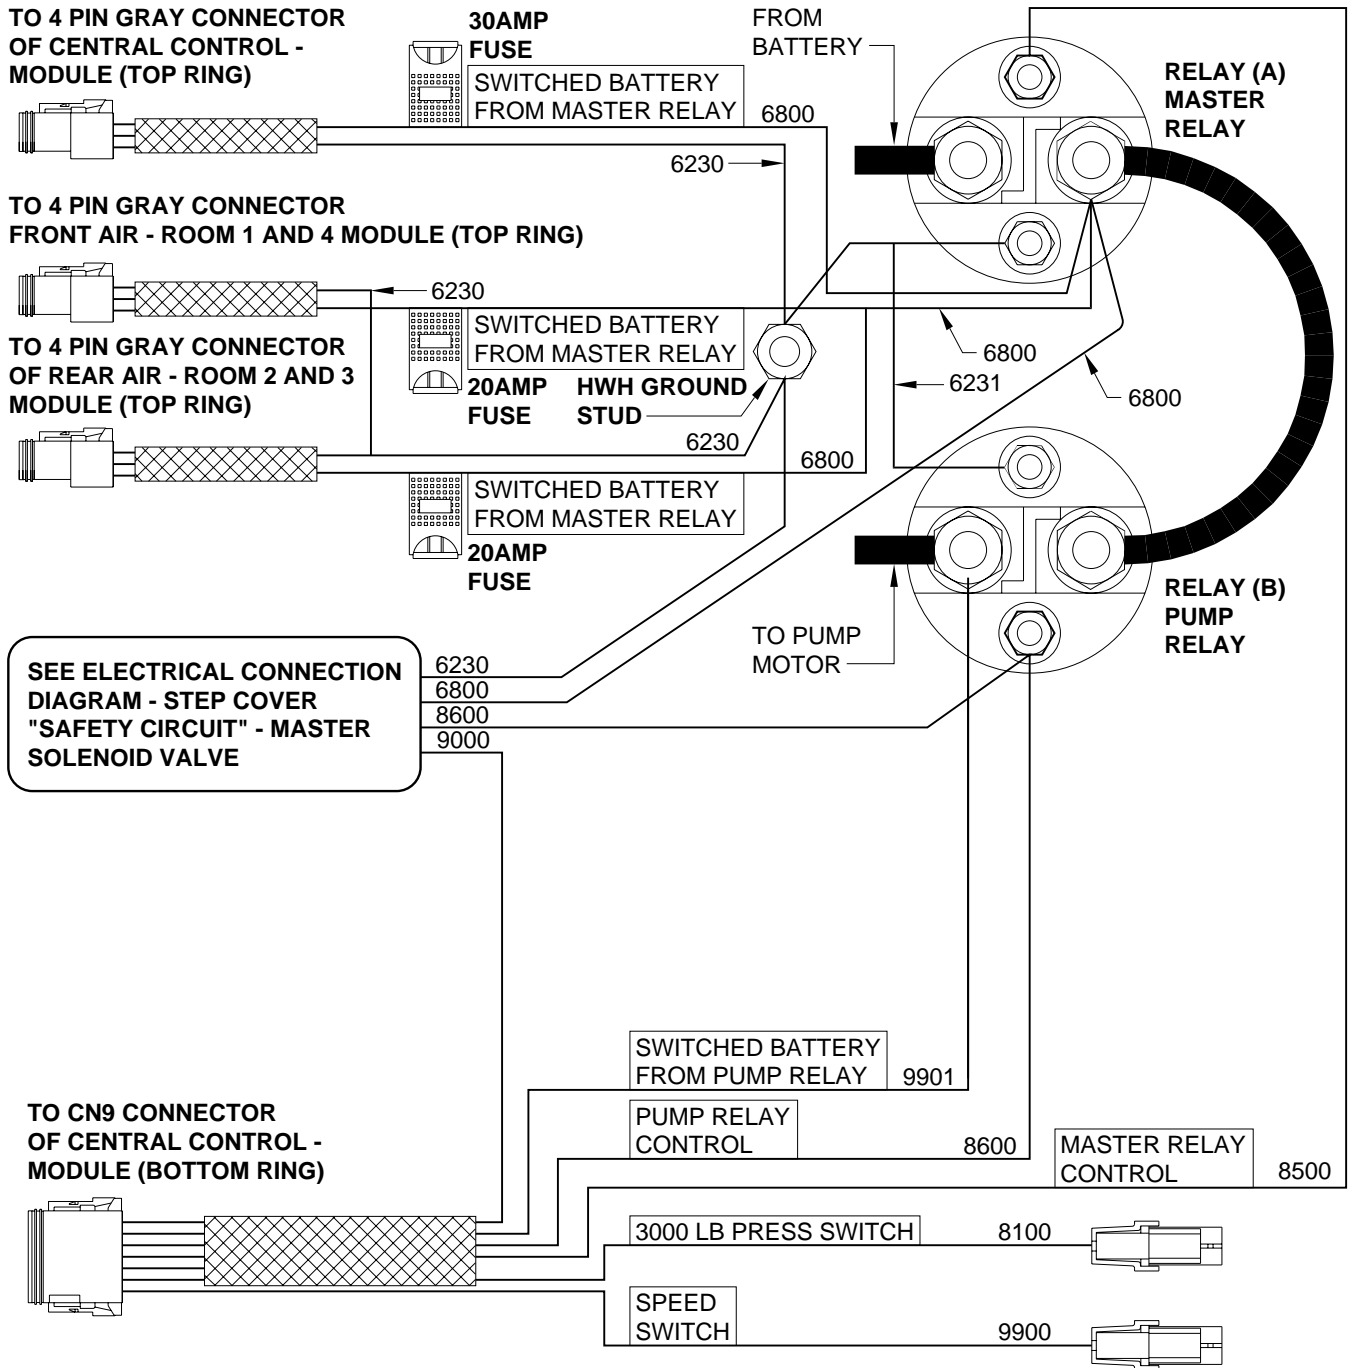 TO 4 PIN GRAY CONNECTOR
OF CENTRAL CONTROL -
MODULE (TOP RING)
30AMP
FUSE
SWITCHED BATTERY
FROM MASTER RELAY
6800
6230
FROM
BATTERY
RELAY (A)
MASTER
RELAY
TO 4 PIN GRAY CONNECTOR
FRONT AIR - ROOM 1 AND 4 MODULE (TOP RING)
6230
SWITCHED BATTERY
FROM MASTER RELAY
20AMP
FUSE
HWH GROUND
STUD
6800
6231
6800
TO 4 PIN GRAY CONNECTOR
OF REAR AIR - ROOM 2 AND 3
MODULE (TOP RING)
6230
6800
SWITCHED BATTERY
FROM MASTER RELAY
20AMP
FUSE
RELAY (B)
PUMP
RELAY
TO PUMP
MOTOR
SEE ELECTRICAL CONNECTION
DIAGRAM - STEP COVER
"SAFETY CIRCUIT" - MASTER
SOLENOID VALVE
6230
6800
8600
9000
SWITCHED BATTERY
FROM PUMP RELAY
9901
PUMP RELAY
CONTROL
8600
MASTER RELAY
CONTROL
8500
TO CN9 CONNECTOR
OF CENTRAL CONTROL -
MODULE (BOTTOM RING)
3000 LB PRESS SWITCH
8100
SPEED
SWITCH
9900